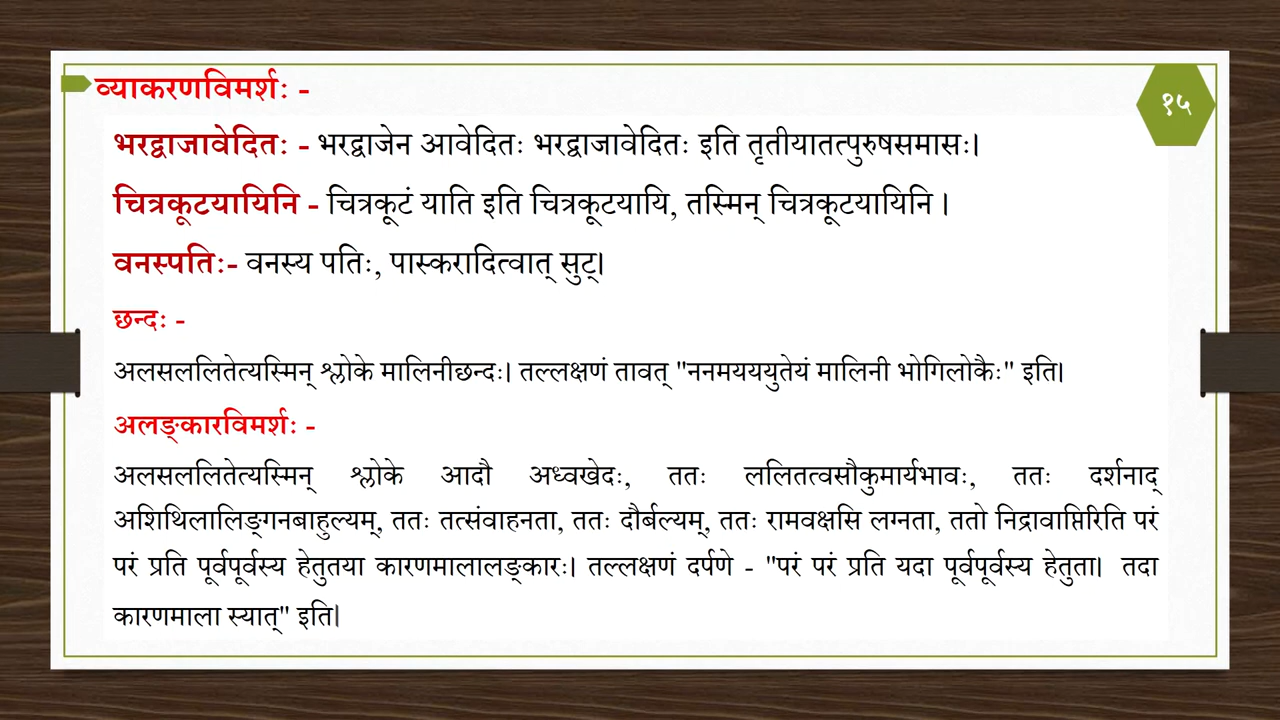 व्याकरणविमर्शः -
१५
भरद्वाजावेदितः - भरद्वाजेन आवेदितः भरद्वाजावेदितः इति तृतीयातत्पुरुषसमासः।
चित्रकूटयायिनि - चित्रकूटं याति इति चित्रकूटयायि, तस्मिन् चित्रकूटयायिनि ।
वनस्पतिः- वनस्य पतिः, पास्करादित्वात् सुट्।
छन्दः -
अलसललितेत्यस्मिन् श्लोके मालिनीछन्दः। तल्लक्षणं तावत् "ननमयययुतेयं मालिनी भोगिलोकैः" इति।
अलङ्कारविमर्शः -
अलसललितेत्यस्मिन् श्लोके आदौ अध्वखेदः, ततः ललितत्वसौकुमार्यभावः, ततः दर्शनाद्
अशिथिलालिङ्गनबाहुल्यम्, ततः तत्संवाहनता, ततः दौर्बल्यम्, ततः रामवक्षसि लग्नता, ततो निद्रावाप्तिरिति परं
परं प्रति पूर्वपूर्वस्य हेतुतया कारणमालालङ्कारः। तल्लक्षणं दर्पणे - "परं परं प्रति यदा पूर्वपूर्वस्य हेतुता। तदा
कारणमाला स्यात्" इति।